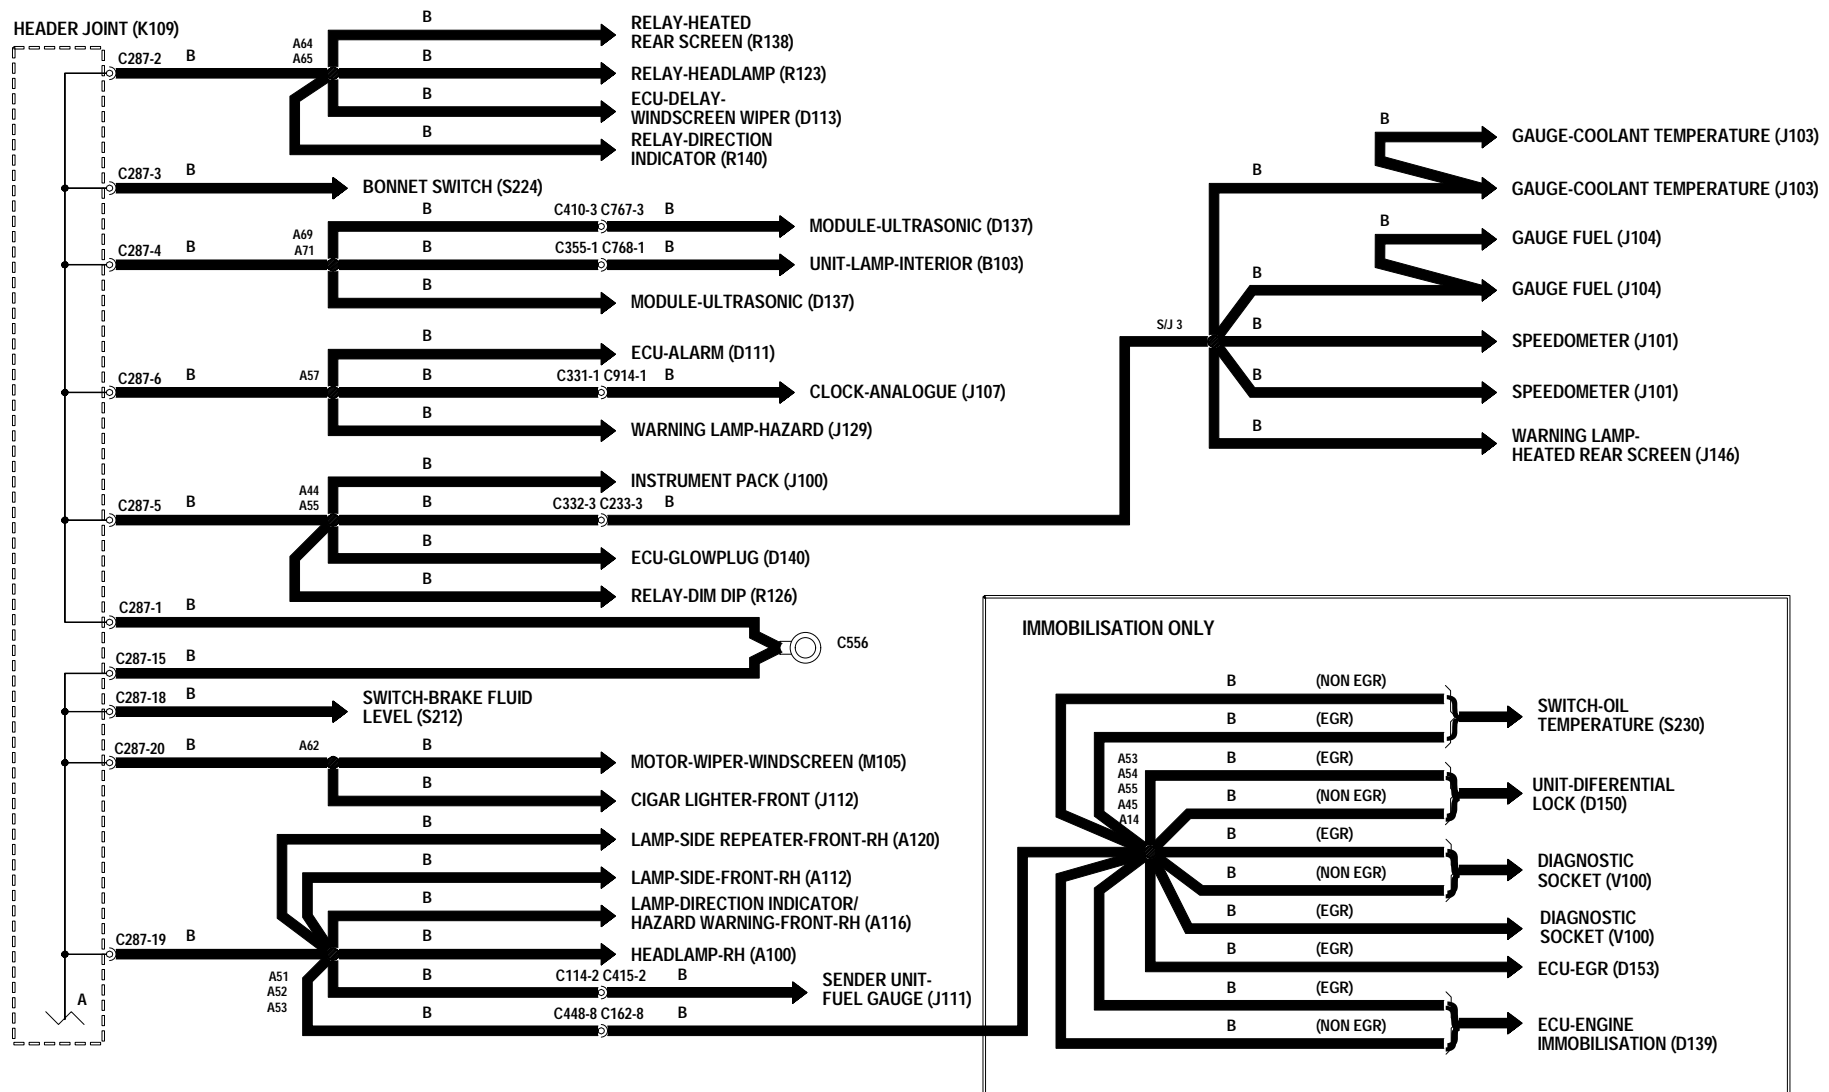 HEADER JOINT (K109)
C287-2 B
A64
A65
B
RELAY-HEATED
REAR SCREEN (R138)
B
RELAY-HEADLAMP (R123)
B
ECU-DELAY-
WINDSCREEN WIPER (D113)
B
RELAY-DIRECTION
INDICATOR (R140)
C287-3 B
BONNET SWITCH (S224)
C287-4 B
A69
A71
B C410-3 C767-3 B
MODULE-ULTRASONIC (D137)
B C355-1 C768-1 B
UNIT-LAMP-INTERIOR (B103)
B
MODULE-ULTRASONIC (D137)
C287-6 B
A57
B
ECU-ALARM (D111)
B C331-1 C914-1 B
CLOCK-ANALOGUE (J107)
B
WARNING LAMP-HAZARD (J129)
C287-5 B
A44
A55
B
INSTRUMENT PACK (J100)
B C332-3 C233-3 B
B
ECU-GLOWPLUG (D140)
B
RELAY-DIM DIP (R126)
S/J 3
B
GAUGE-COOLANT TEMPERATURE (J103)
B
GAUGE-COOLANT TEMPERATURE (J103)
B
GAUGE FUEL (J104)
B
GAUGE FUEL (J104)
B
SPEEDOMETER (J101)
B
SPEEDOMETER (J101)
B
WARNING LAMP-
HEATED REAR SCREEN (J146)
C287-1 B
C556
C287-15 B
C287-18 B
SWITCH-BRAKE FLUID
LEVEL (S212)
C287-20 B
A62
B
MOTOR-WIPER-WINDSCREEN (M105)
B
CIGAR LIGHTER-FRONT (J112)
B
LAMP-SIDE REPEATER-FRONT-RH (A120)
B
LAMP-SIDE-FRONT-RH (A112)
B
LAMP-DIRECTION INDICATOR/
HAZARD WARNING-FRONT-RH (A116)
C287-19 B
B
HEADLAMP-RH (A100)
A51
A52
A53
B C114-2 C415-2 B
SENDER UNIT-
FUEL GAUGE (J111)
B C448-8 C162-8 B
A
IMMOBILISATION ONLY
B (NON EGR)
B (EGR)
SWITCH-OIL
TEMPERATURE (S230)
A53
A54
A55
A45
A14
B (EGR)
B (NON EGR)
UNIT-DIFERENTIAL
LOCK (D150)
B (EGR)
B (NON EGR)
DIAGNOSTIC
SOCKET (V100)
B (EGR)
DIAGNOSTIC
SOCKET (V100)
B (EGR)
ECU-EGR (D153)
B (EGR)
B (NON EGR)
ECU-ENGINE
IMMOBILISATION (D139)